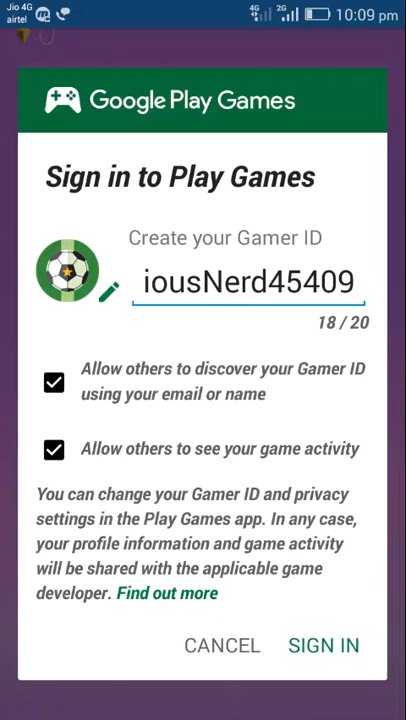 Jio 4G
airtel
4G
2G
10:09 pm
0
Google Play Games
Sign in to Play Games
Create your Gamer ID
iousNerd45409
18 / 20
Allow others to discover your Gamer ID
using your email or name
Allow others to see your game activity
You can change your Gamer ID and privacy
settings in the Play Games app. In any case,
your profile information and game activity
will be shared with the applicable game
developer. Find out more
CANCEL
SIGN IN